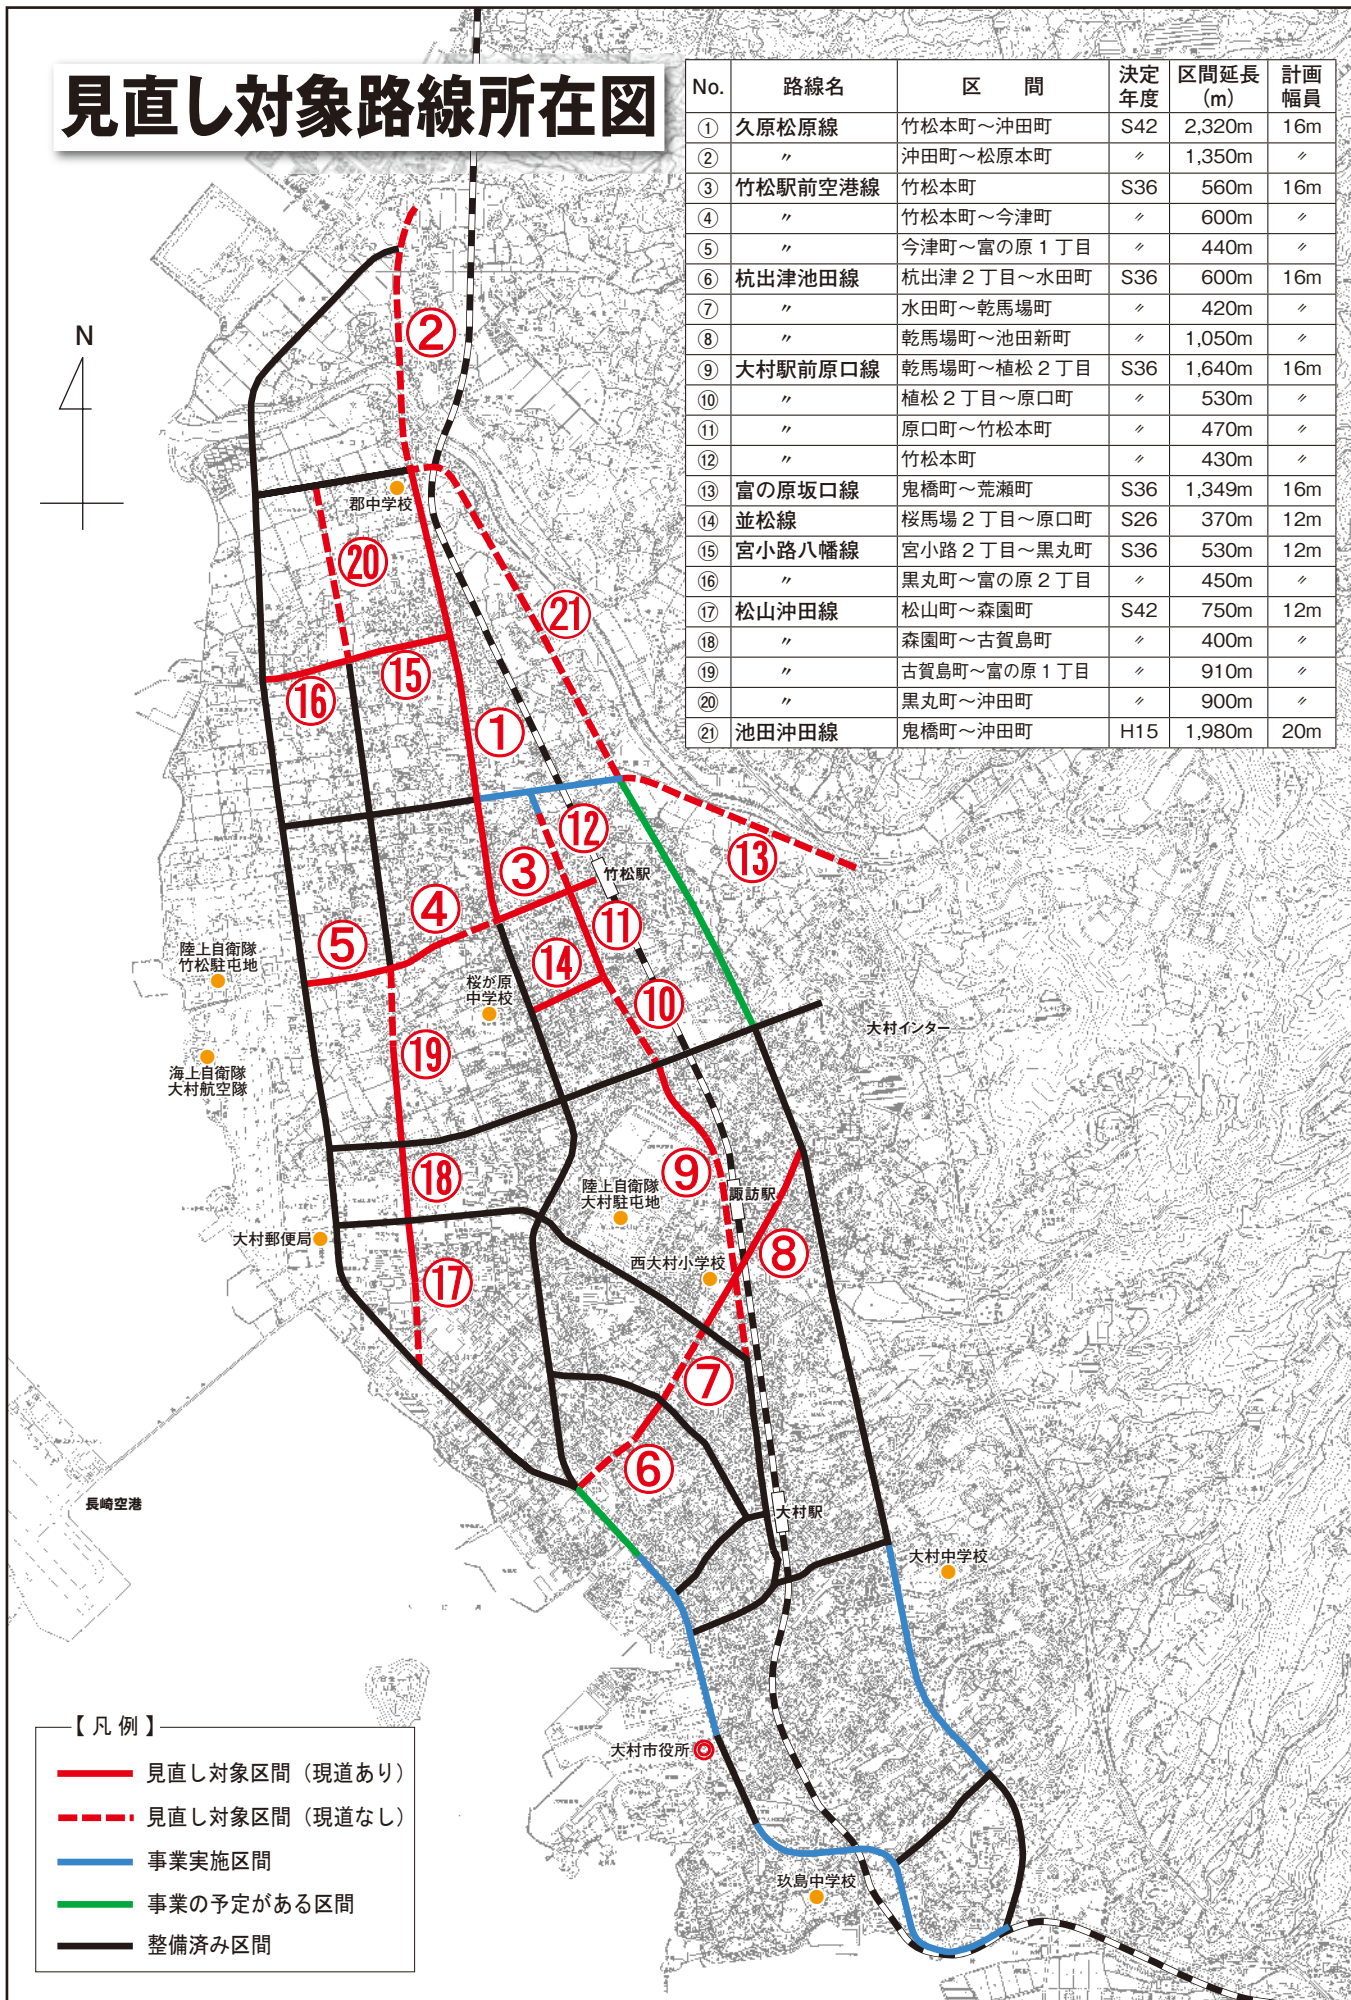 見直し対象路線所在図
No. 路線名 区　間 決定年度 区間延長(m) 計画幅員
① 久原松原線 竹松本町～沖田町 S42 2,320m 16m
② 〃 沖田町～松原本町 〃 1,350m 〃
③ 竹松駅前空港線 竹松本町 S36 560m 16m
④ 〃 竹松本町～今津町 〃 600m 〃
⑤ 〃 今津町～富の原１丁目 〃 440m 〃
⑥ 杭出津池田線 杭出津２丁目～水田町 S36 600m 16m
⑦ 〃 水田町～乾馬場町 〃 420m 〃
⑧ 〃 乾馬場町～池田新町 〃 1,050m 〃
⑨ 大村駅前原口線 乾馬場町～植松２丁目 S36 1,640m 16m
⑩ 〃 植松２丁目～原口町 〃 530m 〃
⑪ 〃 原口町～竹松本町 〃 470m 〃
⑫ 〃 竹松本町 〃 430m 〃
⑬ 富の原坂口線 鬼橋町～荒瀬町 S36 1,349m 16m
⑭ 並松線 桜馬場２丁目～原口町 S26 370m 12m
⑮ 宮小路八幡線 宮小路２丁目～黒丸町 S36 530m 12m
⑯ 〃 黒丸町～富の原２丁目 〃 450m 〃
⑰ 松山沖田線 松山町～森園町 S42 750m 12m
⑱ 〃 森園町～古賀島町 〃 400m 〃
⑲ 〃 古賀島町～富の原１丁目 〃 910m 〃
⑳ 〃 黒丸町～沖田町 〃 900m 〃
㉑ 池田沖田線 鬼橋町～沖田町 H15 1,980m 20m
N
②
郡中学校
⑳
㉑
⑮
⑯
①
⑫
⑬
③
竹松駅
④
⑪
⑤
陸上自衛隊
竹松駐屯地
⑭
桜が原
中学校
⑩
大村インター
⑲
海上自衛隊
大村航空隊
⑨
⑱
陸上自衛隊
大村駐屯地
諏訪駅
大村郵便局
⑧
西大村小学校
⑰
⑦
⑥
長崎空港
大村駅
大村中学校
大村市役所
玖島中学校
【凡例】
見直し対象区間（現道あり）
見直し対象区間（現道なし）
事業実施区間
事業の予定がある区間
整備済み区間